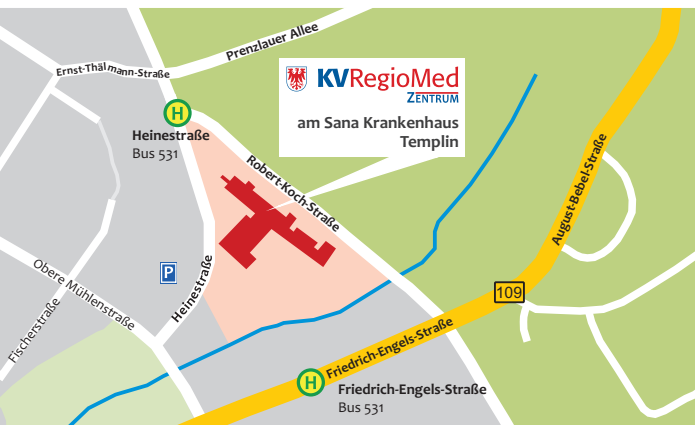 Prenzlauer Allee
Ernst-Thälmann-Straße
KVRegioMed
ZENTRUM
am Sana Krankenhaus
Templin
H
Heinestraße
Bus 531
Robert-Koch-Straße
August-Bebel-Straße
P
Heinestraße
Obere Mühlenstraße
Fischerstraße
109
Friedrich-Engels-Straße
H
Friedrich-Engels-Straße
Bus 531